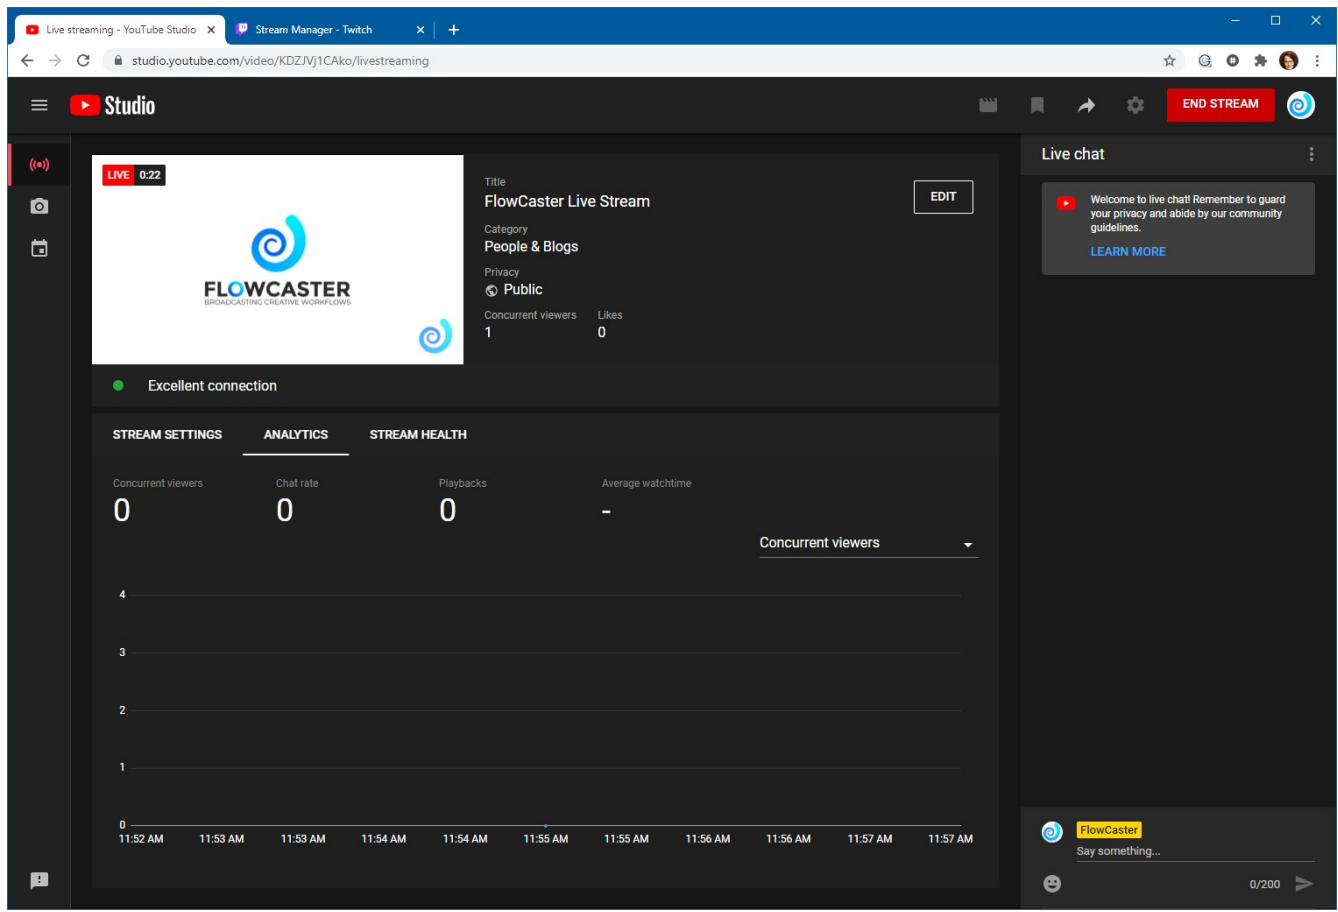 Live streaming - YouTube Studio
Stream Manager - Twitch
studio.youtube.com/video/KDZJVj1CAko/livestreaming
Studio
END STREAM
LIVE 0:22
FLOWCASTER
BROADCASTING CREATIVE WORKFLOWS
Title
FlowCaster Live Stream
EDIT
Category
People & Blogs
Privacy
Public
Concurrent viewers Likes
1 0
Excellent connection
STREAM SETTINGS ANALYTICS STREAM HEALTH
Concurrent viewers Chat rate Playbacks Average watchtime
0 0 0 -
Concurrent viewers
4
3
2
1
0
11:52 AM 11:53 AM 11:53 AM 11:54 AM 11:54 AM 11:55 AM 11:55 AM 11:56 AM 11:56 AM 11:57 AM 11:57 AM
Live chat
Welcome to live chat! Remember to guard
your privacy and abide by our community
guidelines.
LEARN MORE
FlowCaster
Say something...
0/200